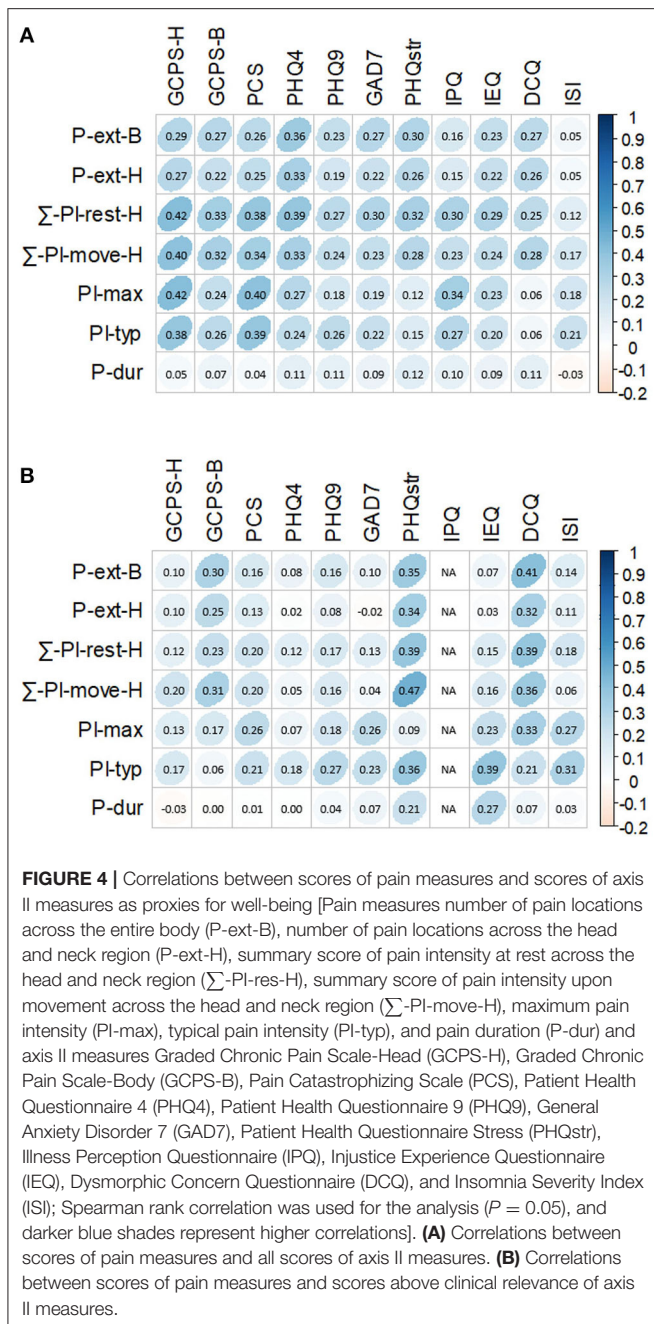 A
GCPS-H GCPS-B PCS PHQ4 PHQ9 GAD7 PHQstr IPQ IEQ DCQ ISI
P-ext-B 0.29 0.27 0.26 0.36 0.23 0.27 0.30 0.16 0.23 0.27 0.05
P-ext-H 0.27 0.22 0.25 0.33 0.19 0.22 0.26 0.15 0.22 0.26 0.05
∑-PI-rest-H 0.42 0.33 0.38 0.39 0.27 0.30 0.32 0.30 0.29 0.25 0.12
∑-PI-move-H 0.40 0.32 0.34 0.33 0.24 0.23 0.28 0.23 0.24 0.28 0.17
PI-max 0.42 0.24 0.40 0.27 0.18 0.19 0.12 0.34 0.23 0.06 0.18
PI-typ 0.38 0.26 0.39 0.24 0.26 0.22 0.15 0.27 0.20 0.06 0.21
P-dur 0.05 0.07 0.04 0.11 0.11 0.09 0.12 0.10 0.09 0.11 -0.03
1
0.9
0.8
0.7
0.6
0.5
0.4
0.3
0.2
0.1
0
-0.1
-0.2
B
GCPS-H GCPS-B PCS PHQ4 PHQ9 GAD7 PHQstr IPQ IEQ DCQ ISI
P-ext-B 0.10 0.30 0.16 0.08 0.16 0.10 0.35 NA 0.07 0.41 0.14
P-ext-H 0.10 0.25 0.13 0.02 0.08 -0.02 0.34 NA 0.03 0.32 0.11
∑-PI-rest-H 0.12 0.23 0.20 0.12 0.17 0.13 0.39 NA 0.15 0.39 0.18
∑-PI-move-H 0.20 0.31 0.20 0.05 0.16 0.04 0.47 NA 0.16 0.36 0.06
PI-max 0.13 0.17 0.26 0.07 0.18 0.26 0.09 NA 0.23 0.33 0.27
PI-typ 0.17 0.06 0.21 0.18 0.27 0.23 0.36 NA 0.39 0.21 0.31
P-dur -0.03 0.00 0.01 0.00 0.04 0.07 0.21 NA 0.27 0.07 0.03
1
0.9
0.8
0.7
0.6
0.5
0.4
0.3
0.2
0.1
0
-0.1
-0.2
FIGURE 4 | Correlations between scores of pain measures and scores of axis
II measures as proxies for well-being [Pain measures number of pain locations
across the entire body (P-ext-B), number of pain locations across the head
and neck region (P-ext-H), summary score of pain intensity at rest across the
head and neck region (∑-PI-res-H), summary score of pain intensity upon
movement across the head and neck region (∑-PI-move-H), maximum pain
intensity (PI-max), typical pain intensity (PI-typ), and pain duration (P-dur) and
axis II measures Graded Chronic Pain Scale-Head (GCPS-H), Graded Chronic
Pain Scale-Body (GCPS-B), Pain Catastrophizing Scale (PCS), Patient Health
Questionnaire 4 (PHQ4), Patient Health Questionnaire 9 (PHQ9), General
Anxiety Disorder 7 (GAD7), Patient Health Questionnaire Stress (PHQstr),
Illness Perception Questionnaire (IPQ), Injustice Experience Questionnaire
(IEQ), Dysmorphic Concern Questionnaire (DCQ), and Insomnia Severity Index
(ISI); Spearman rank correlation was used for the analysis (P = 0.05), and
darker blue shades represent higher correlations]. (A) Correlations between
scores of pain measures and all scores of axis II measures. (B) Correlations
between scores of pain measures and scores above clinical relevance of axis
II measures.